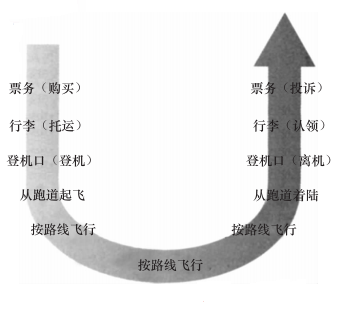 票务（购买）
行李（托运）
登机口（登机）
从跑道起飞
按路线飞行
按路线飞行
按路线飞行
从跑道着陆
登机口（离机）
行李（认领）
票务（投诉）